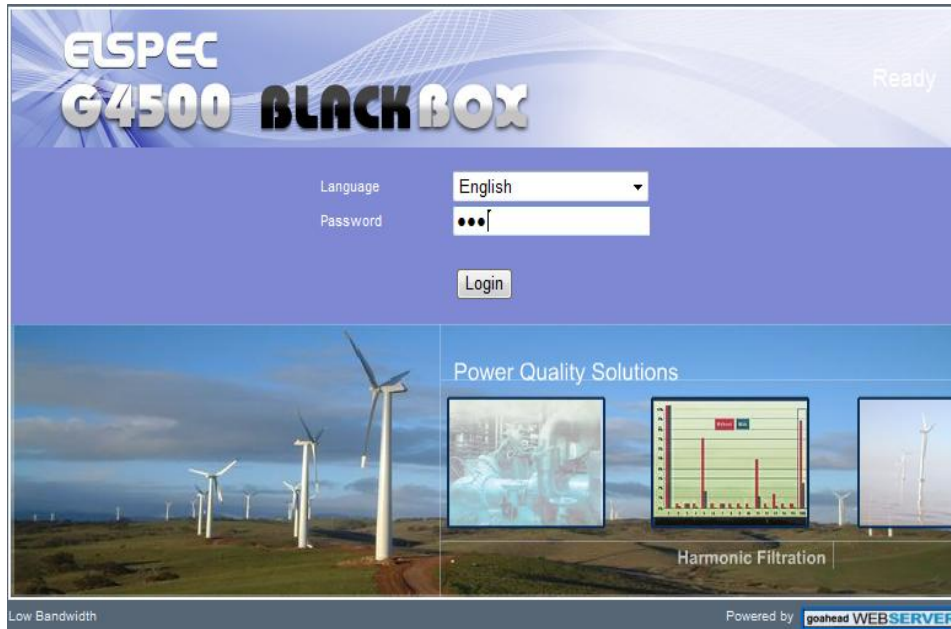 ELSPEC
G4500 BLACKBOX
Ready
Language English
Password •••
Login
Power Quality Solutions
Harmonic Filtration
Low Bandwidth
Powered by goahead WEBSERVER